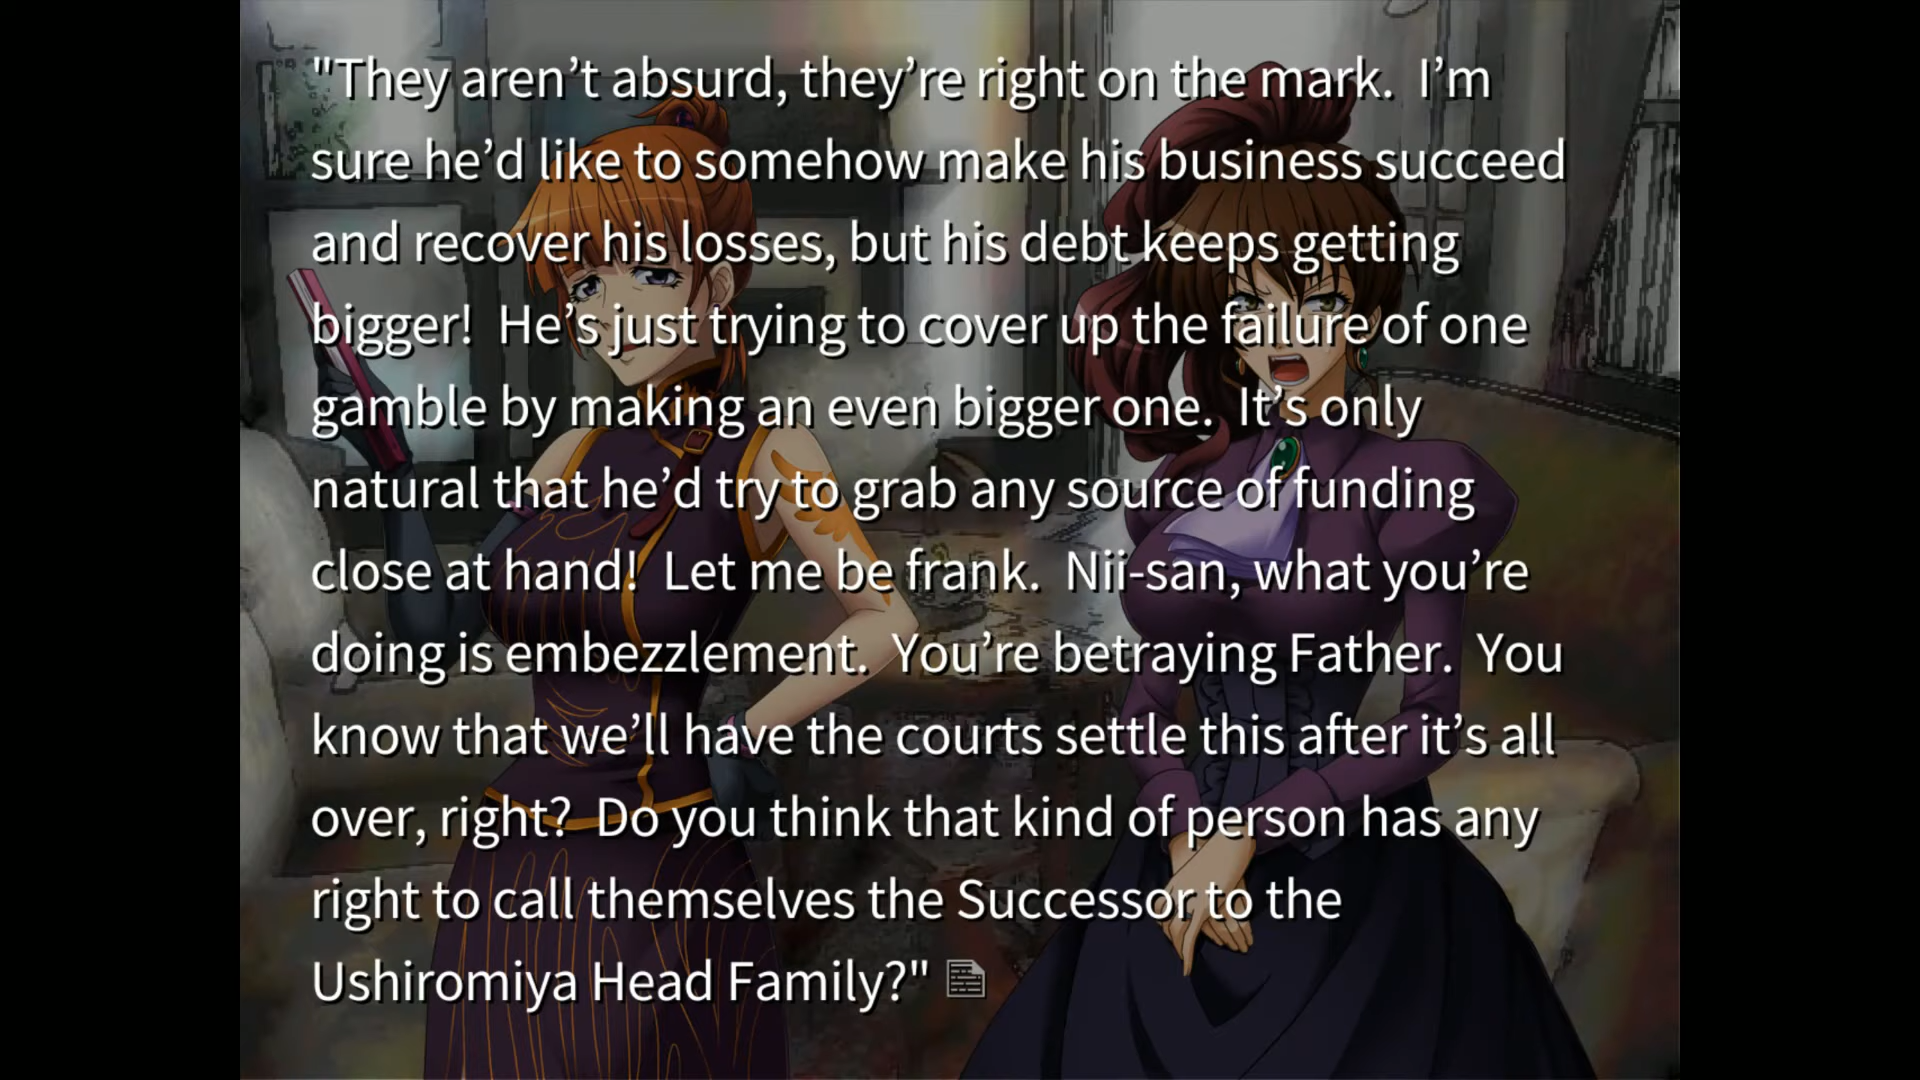 "They aren’t absurd, they’re right on the mark.  I’m
sure he’d like to somehow make his business succeed
and recover his losses, but his debt keeps getting
bigger!  He’s just trying to cover up the failure of one
gamble by making an even bigger one.  It’s only
natural that he’d try to grab any source of funding
close at hand!  Let me be frank.  Nii-san, what you’re
doing is embezzlement.  You’re betraying Father.  You
know that we’ll have the courts settle this after it’s all
over, right?  Do you think that kind of person has any
right to call themselves the Successor to the
Ushiromiya Head Family?"